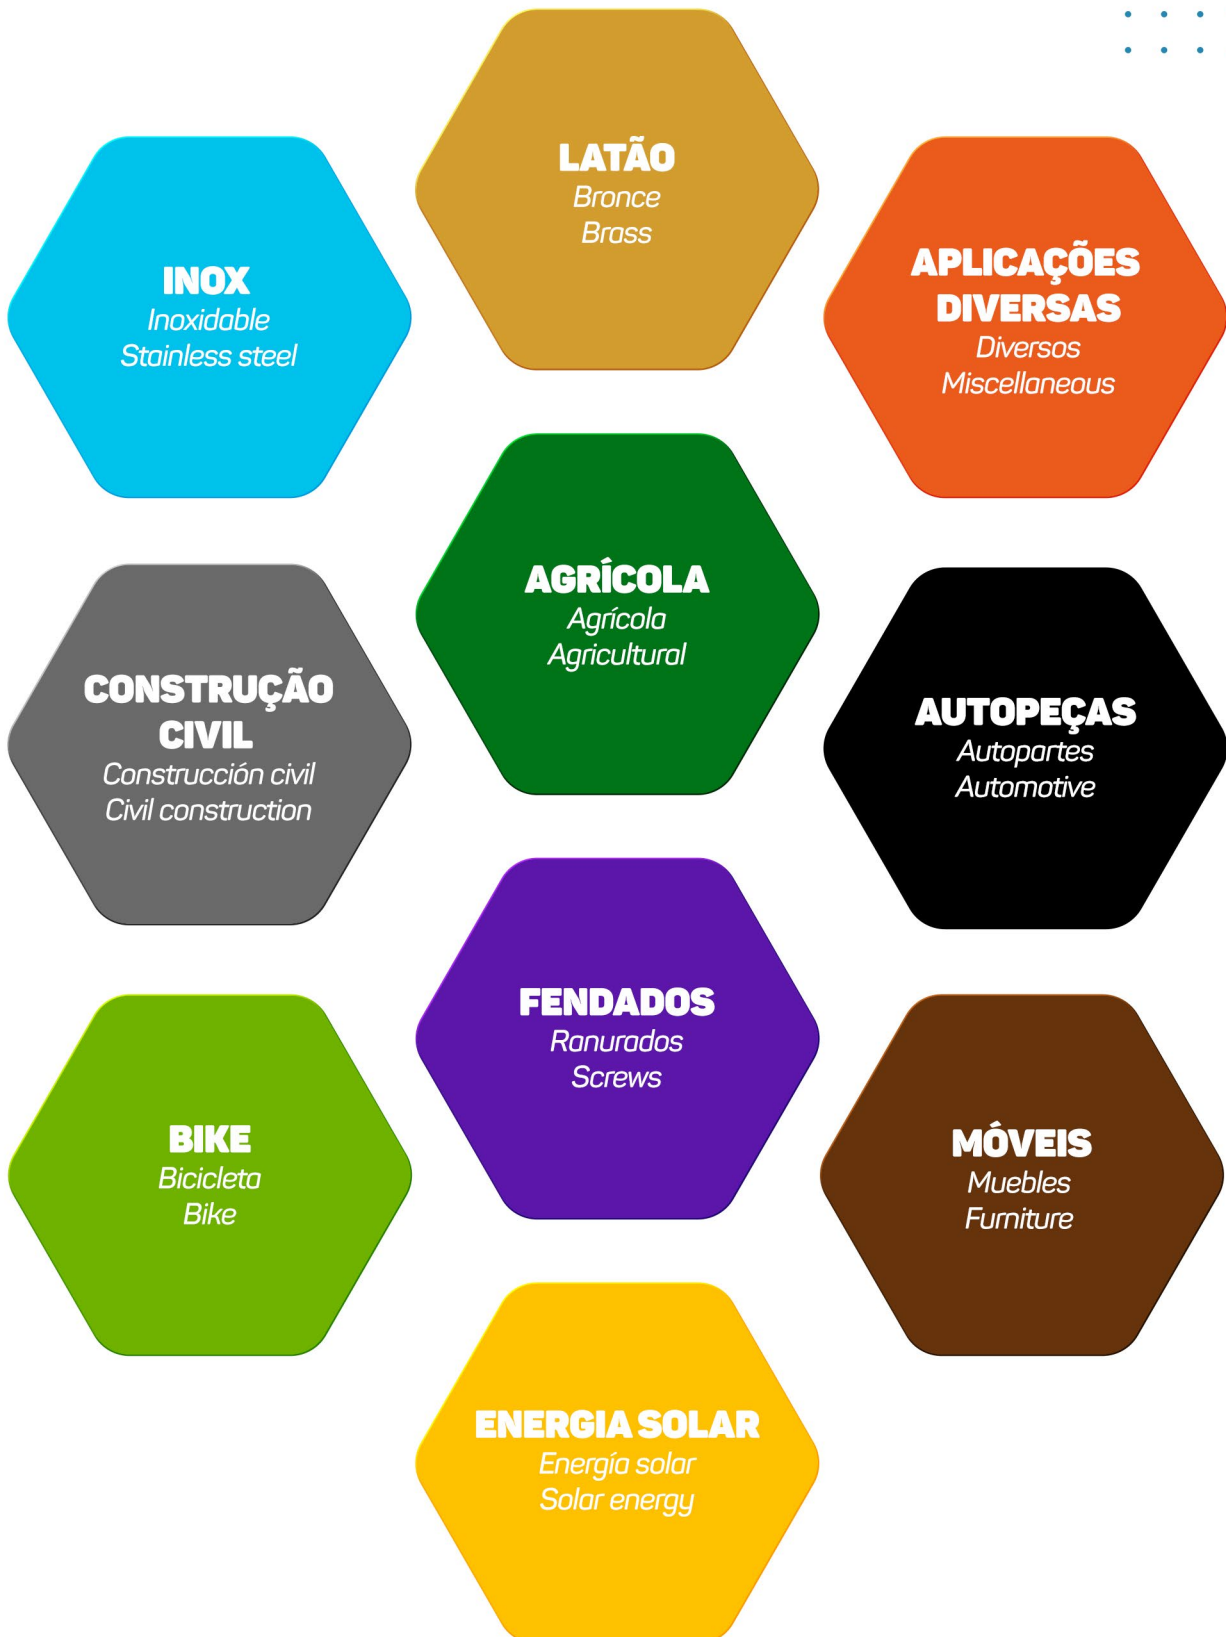 LATÃO
Bronce
Brass
INOX
Inoxidable
Stainless steel
APLICAÇÕES
DIVERSAS
Diversos
Miscellaneous
AGRÍCOLA
Agrícola
Agricultural
CONSTRUÇÃO
CIVIL
Construcción civil
Civil construction
AUTOPEÇAS
Autopartes
Automotive
FENDADOS
Ranurados
Screws
BIKE
Bicicleta
Bike
MÓVEIS
Muebles
Furniture
ENERGIA SOLAR
Energía solar
Solar energy